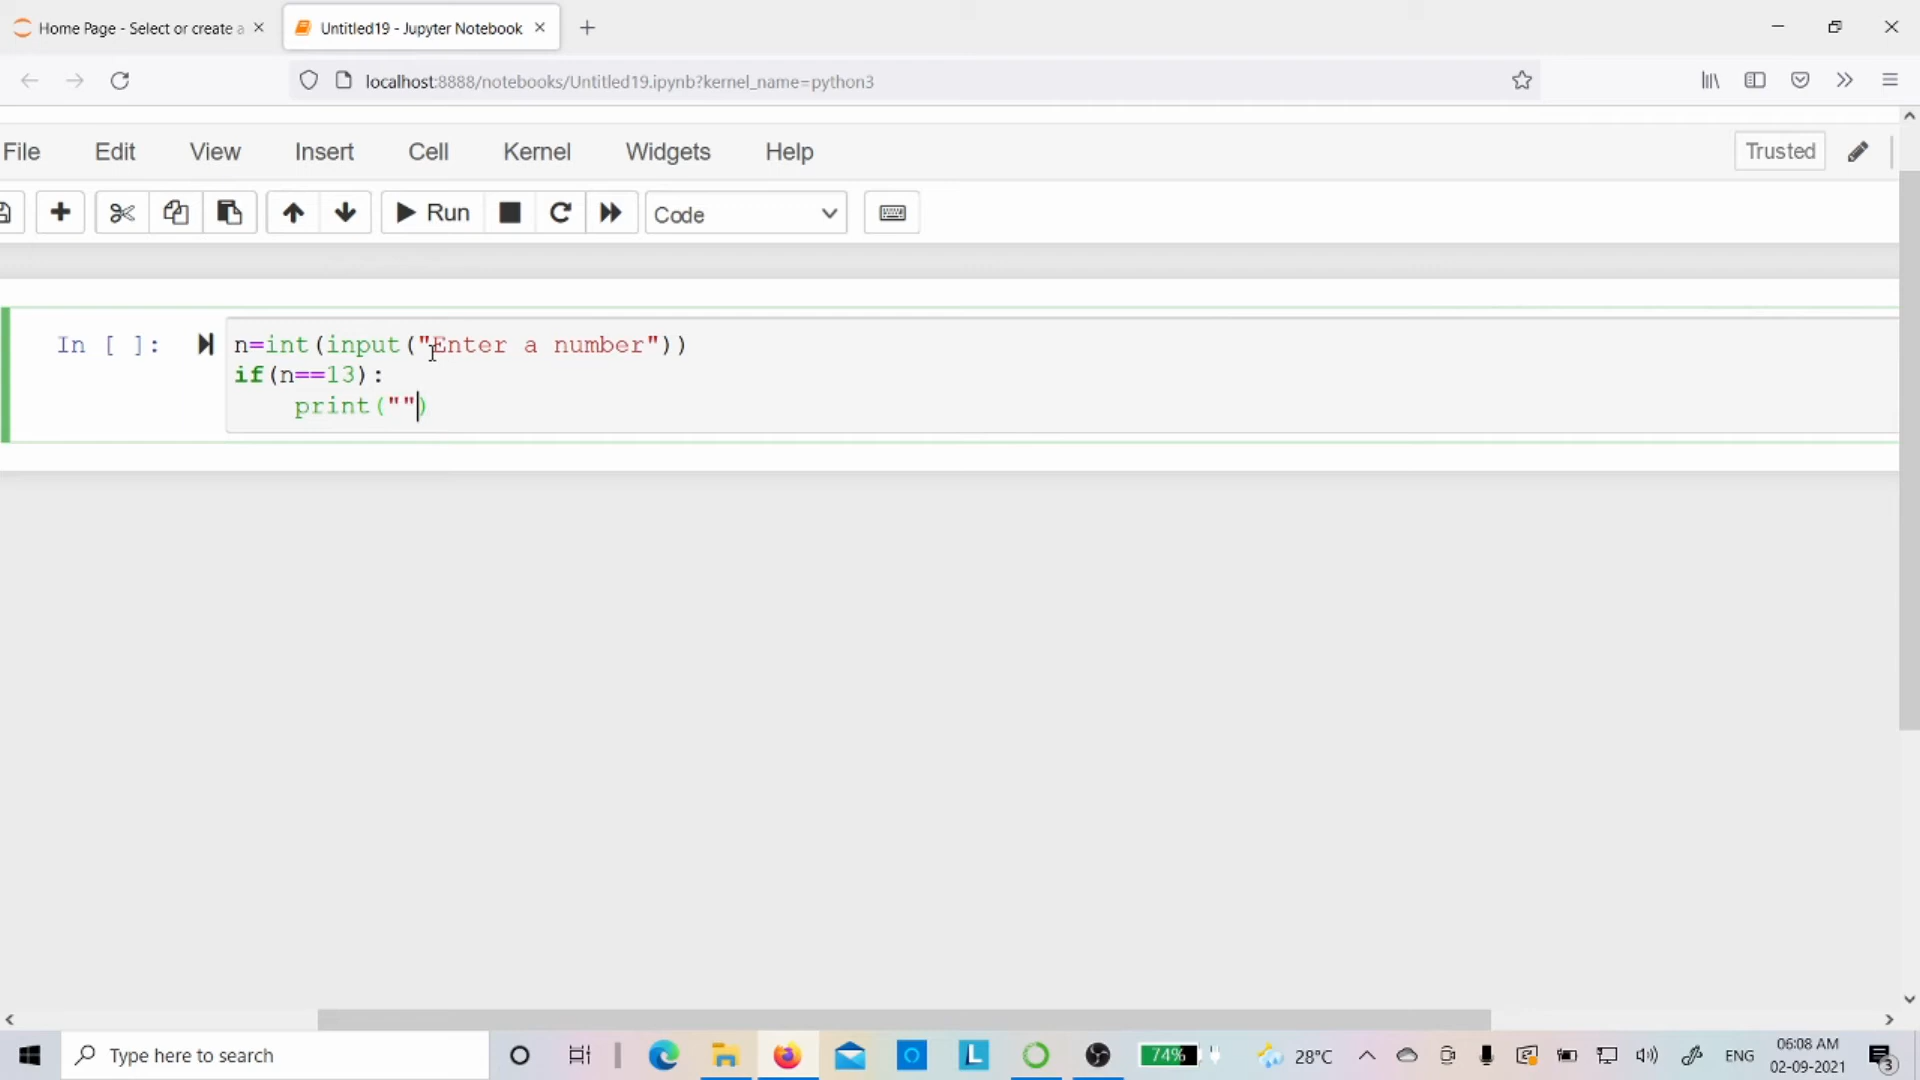 Home Page - Select or create a
Untitled19 - Jupyter Notebook
localhost:8888/notebooks/Untitled19.ipynb?kernel_name=python3
File Edit View Insert Cell Kernel Widgets Help Trusted
Run Code
In [ ]:
n=int(input("Enter a number"))
if(n==13):
    print("")
Type here to search
74%
28°C
ENG
06:08 AM
02-09-2021
3